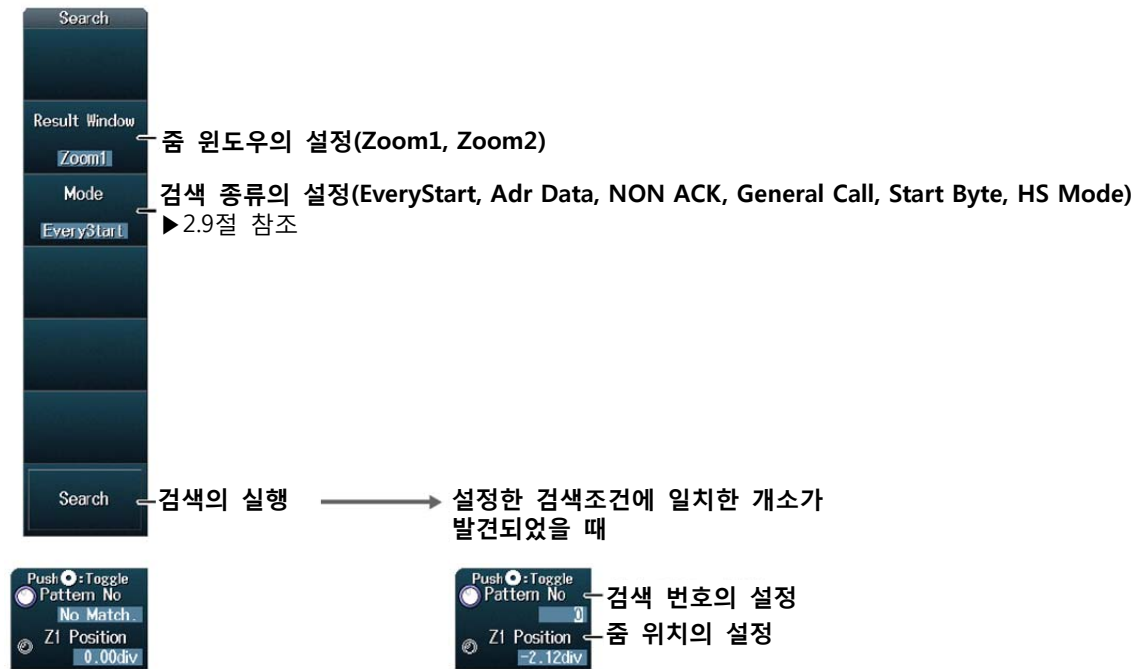 Search
Result Window
Zoom1
줌 윈도우의 설정(Zoom1, Zoom2)
Mode
EveryStart
검색 종류의 설정(EveryStart, Adr Data, NON ACK, General Call, Start Byte, HS Mode)
▶2.9절 참조
Search
검색의 실행
설정한 검색조건에 일치한 개소가
발견되었을 때
Push :Toggle
Pattern No
No Match.
Z1 Position
0.00div
Push :Toggle
Pattern No
0
검색 번호의 설정
Z1 Position
줌 위치의 설정
-2.12div